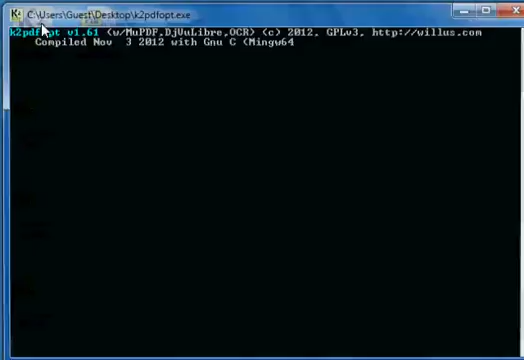 C:\Users\Guest\Desktop\k2pdfopt.exe
k2pdfopt v1.61 (w/MuPDF,DjVuLibre,OCR) (c) 2012, GPLv3, http://willus.com
Compiled Nov 3 2012 with Gnu C (Mingw64